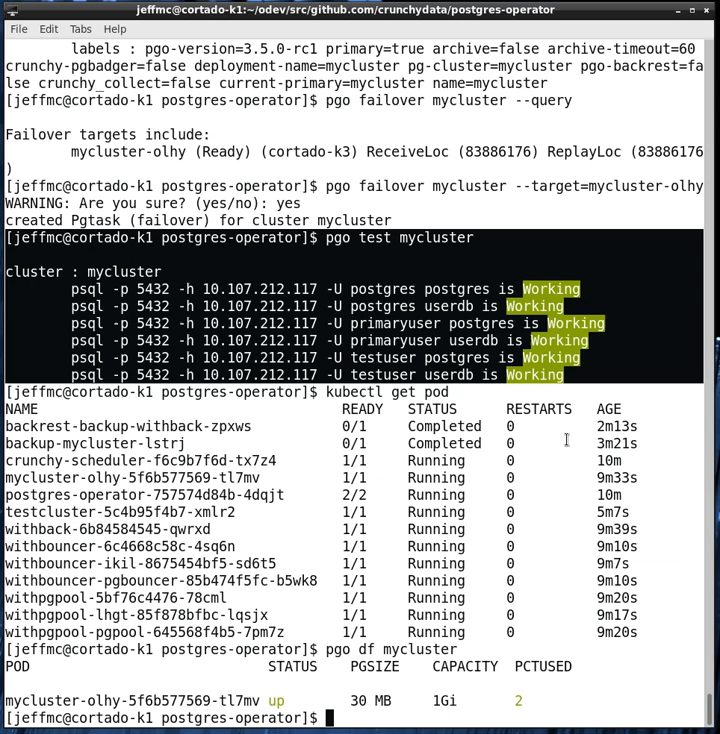 jeffmc@cortado-k1:~/odev/src/github.com/crunchydata/postgres-operator
File Edit Tabs Help
labels : pgo-version=3.5.0-rc1 primary=true archive=false archive-timeout=60
crunchy-pgbadger=false deployment-name=mycluster pg-cluster=mycluster pgo-backrest=fa
lse crunchy_collect=false current-primary=mycluster name=mycluster
[jeffmc@cortado-k1 postgres-operator]$ pgo failover mycluster --query
Failover targets include:
mycluster-olhy (Ready) (cortado-k3) ReceiveLoc (83886176) ReplayLoc (83886176
)
[jeffmc@cortado-k1 postgres-operator]$ pgo failover mycluster --target=mycluster-olhy
WARNING: Are you sure? (yes/no): yes
created Pgtask (failover) for cluster mycluster
[jeffmc@cortado-k1 postgres-operator]$ pgo test mycluster
cluster : mycluster
psql -p 5432 -h 10.107.212.117 -U postgres postgres is Working
psql -p 5432 -h 10.107.212.117 -U postgres userdb is Working
psql -p 5432 -h 10.107.212.117 -U primaryuser postgres is Working
psql -p 5432 -h 10.107.212.117 -U primaryuser userdb is Working
psql -p 5432 -h 10.107.212.117 -U testuser postgres is Working
psql -p 5432 -h 10.107.212.117 -U testuser userdb is Working
[jeffmc@cortado-k1 postgres-operator]$ kubectl get pod
NAME READY STATUS RESTARTS AGE
backrest-backup-withback-zpxws 0/1 Completed 0 2m13s
backup-mycluster-lstrj 0/1 Completed 0 3m21s
crunchy-scheduler-f6c9b7f6d-tx7z4 1/1 Running 0 10m
mycluster-olhy-5f6b577569-tl7mv 1/1 Running 0 9m33s
postgres-operator-757574d84b-4dqjt 2/2 Running 0 10m
testcluster-5c4b95f4b7-xmlr2 1/1 Running 0 5m7s
withback-6b84584545-qwrxd 1/1 Running 0 9m39s
withbouncer-6c4668c58c-4sq6n 1/1 Running 0 9m10s
withbouncer-ikil-8675454bf5-sd6t5 1/1 Running 0 9m7s
withbouncer-pgbouncer-85b474f5fc-b5wk8 1/1 Running 0 9m10s
withpgpool-5bf76c4476-78cml 1/1 Running 0 9m20s
withpgpool-lhgt-85f878bfbc-lqsjx 1/1 Running 0 9m17s
withpgpool-pgpool-645568f4b5-7pm7z 1/1 Running 0 9m20s
[jeffmc@cortado-k1 postgres-operator]$ pgo df mycluster
POD STATUS PGSIZE CAPACITY PCTUSED
mycluster-olhy-5f6b577569-tl7mv up 30 MB 1Gi 2
[jeffmc@cortado-k1 postgres-operator]$